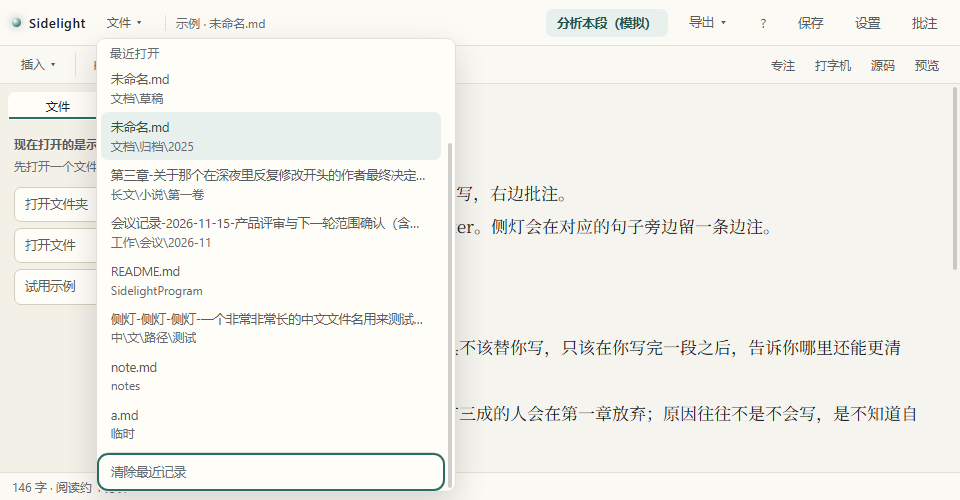 Sidelight
文件
示例 · 未命名.md
分析本段（模拟）
导出
?
保存
设置
批注
插入
专注
打字机
源码
预览
文件
现在打开的是示
先打开一个文件
打开文件夹
打开文件
试用示例
最近打开
未命名.md
文档\草稿
未命名.md
文档\归档\2025
第三章-关于那个在深夜里反复修改开头的作者最终决定...
长文\小说\第一卷
会议记录-2026-11-15-产品评审与下一轮范围确认（含...
工作\会议\2026-11
README.md
SidelightProgram
侧灯-侧灯-侧灯-一个非常非常长的中文文件名用来测试...
中\文\路径\测试
note.md
notes
a.md
临时
清除最近记录
写，右边批注。
er。侧灯会在对应的句子旁边留一条边注。
不该替你写，只该在你写完一段之后，告诉你哪里还能更清
三成的人会在第一章放弃；原因往往不是不会写，是不知道自
146 字 · 阅读约